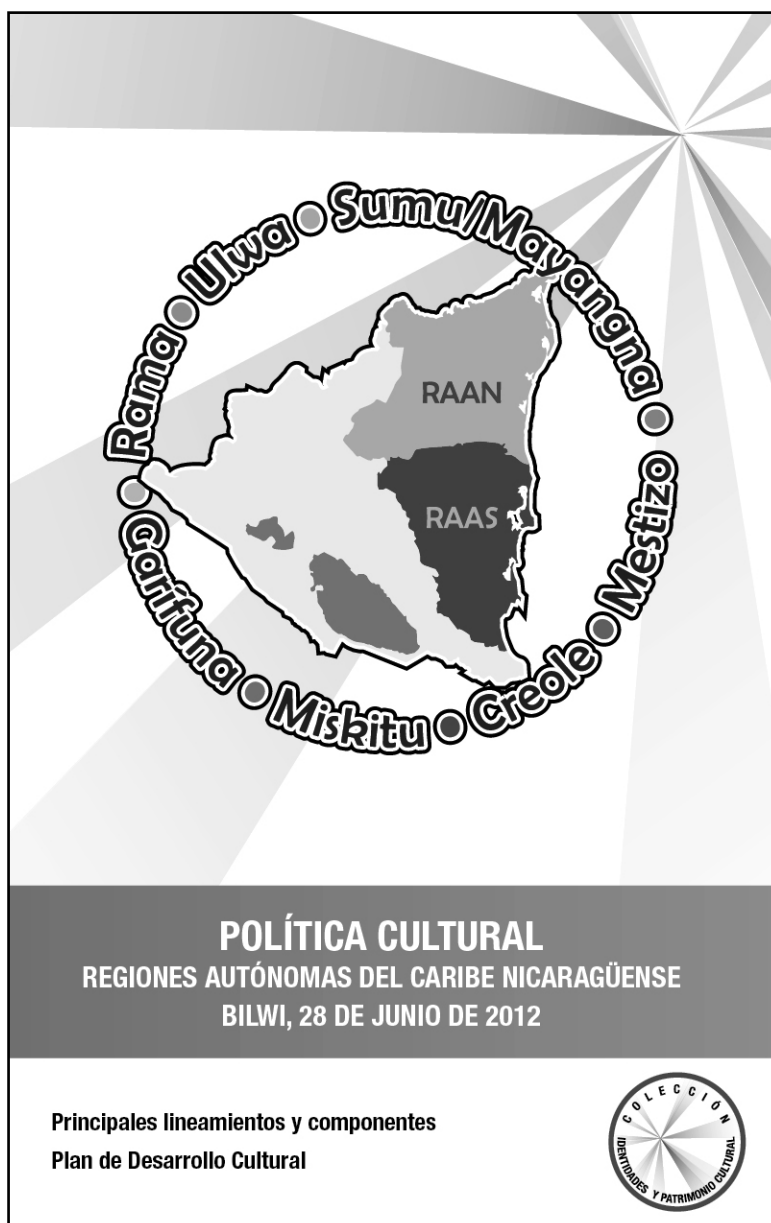 Rama • Ulwa • Sumu/Mayangna • Mestizo • Creole • Miskitu • Garífuna •
RAAN
RAAS
POLÍTICA CULTURAL
REGIONES AUTÓNOMAS DEL CARIBE NICARAGÜENSE
BILWI, 28 DE JUNIO DE 2012
Principales lineamientos y componentes
Plan de Desarrollo Cultural
COLECCIÓN
IDENTIDADES Y PATRIMONIO CULTURAL